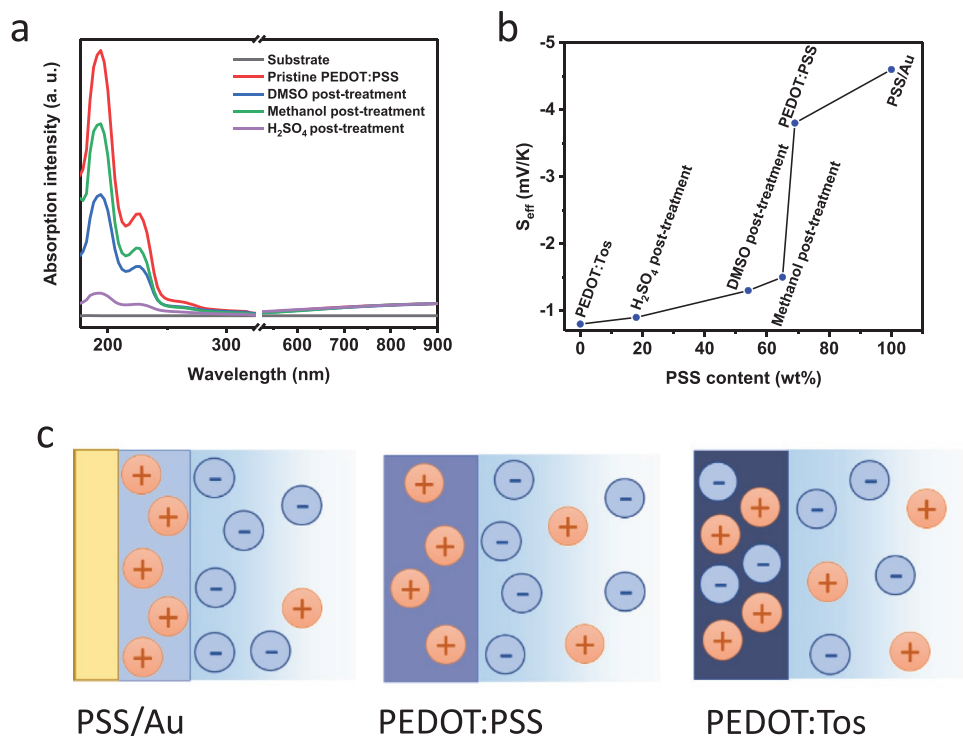 a
Absorption intensity (a. u.)
Substrate
Pristine PEDOT:PSS
DMSO post-treatment
Methanol post-treatment
H₂SO₄ post-treatment
200
300
600
700
800
900
Wavelength (nm)
b
S_eff (mV/K)
-5
-4
-3
-2
-1
PEDOT:Tos
H₂SO₄ post-treatment
DMSO post-treatment
Methanol post-treatment
PEDOT:PSS
PSS/Au
0
20
40
60
80
100
PSS content (wt%)
c
PSS/Au
PEDOT:PSS
PEDOT:Tos